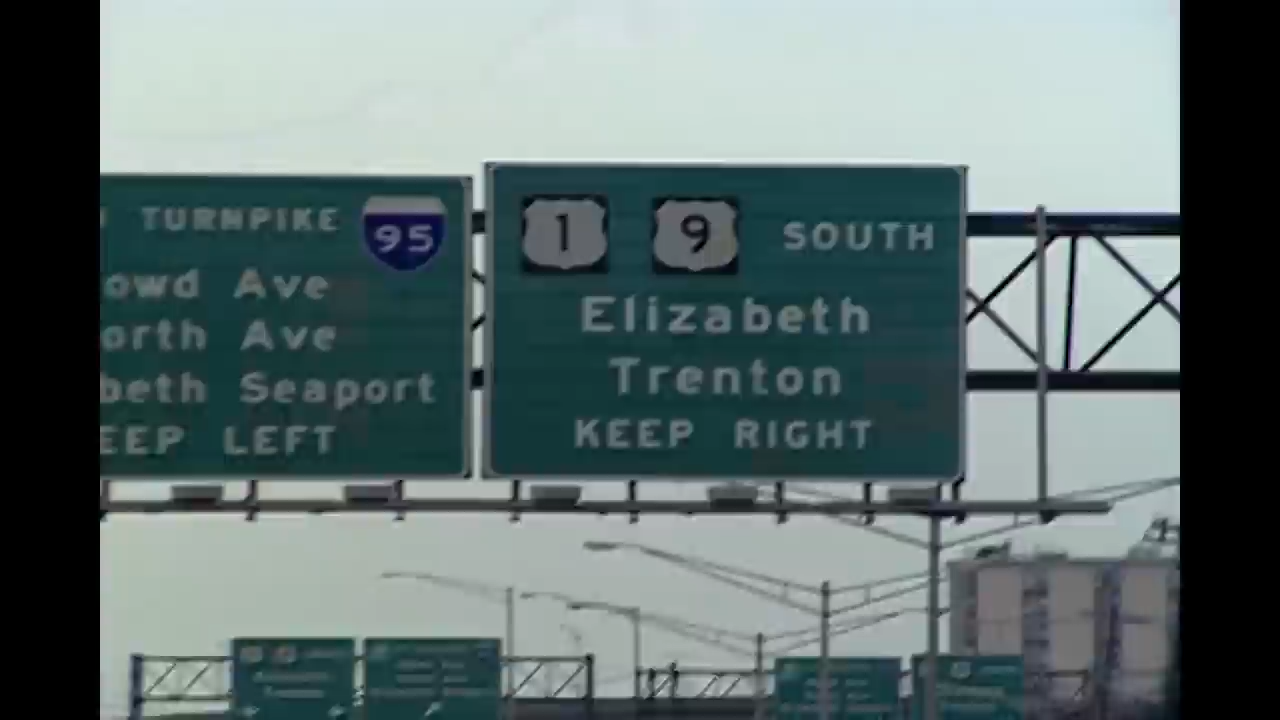 TURNPIKE 95
owd Ave
orth Ave
beth Seaport
EEP LEFT
1 9 SOUTH
Elizabeth
Trenton
KEEP RIGHT